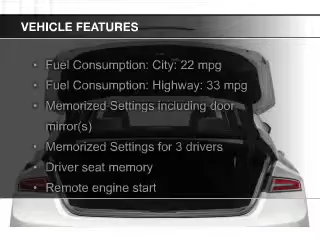 VEHICLE FEATURES
• Fuel Consumption: City: 22 mpg
• Fuel Consumption: Highway: 33 mpg
• Memorized Settings including door
mirror(s)
• Memorized Settings for 3 drivers
• Driver seat memory
• Remote engine start